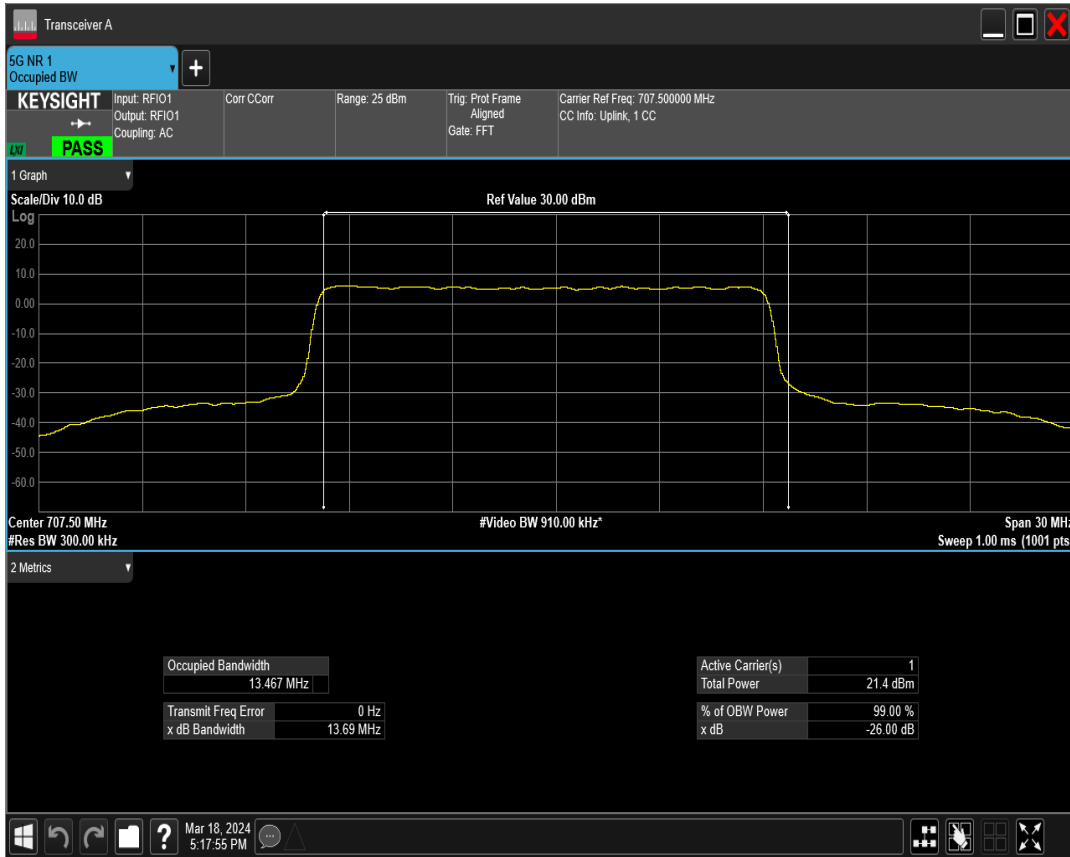 Transceiver A
5G NR 1
Occupied BW
KEYSIGHT
LXI
PASS
Input: RFIO1
Output: RFIO1
Coupling: AC
Corr CCorr
Range: 25 dBm
Trig: Prot Frame
Aligned
Gate: FFT
Carrier Ref Freq: 707.500000 MHz
CC Info: Uplink, 1 CC
1 Graph
Scale/Div 10.0 dB
Ref Value 30.00 dBm
Log
20.0
10.0
0.00
-10.0
-20.0
-30.0
-40.0
-50.0
-60.0
Center 707.50 MHz
#Video BW 910.00 kHz*
Span 30 MHz
#Res BW 300.00 kHz
Sweep 1.00 ms (1001 pts
2 Metrics
Occupied Bandwidth
13.467 MHz
Transmit Freq Error 0 Hz
x dB Bandwidth 13.69 MHz
Active Carrier(s) 1
Total Power 21.4 dBm
% of OBW Power 99.00 %
x dB -26.00 dB
?
Mar 18, 2024
5:17:55 PM